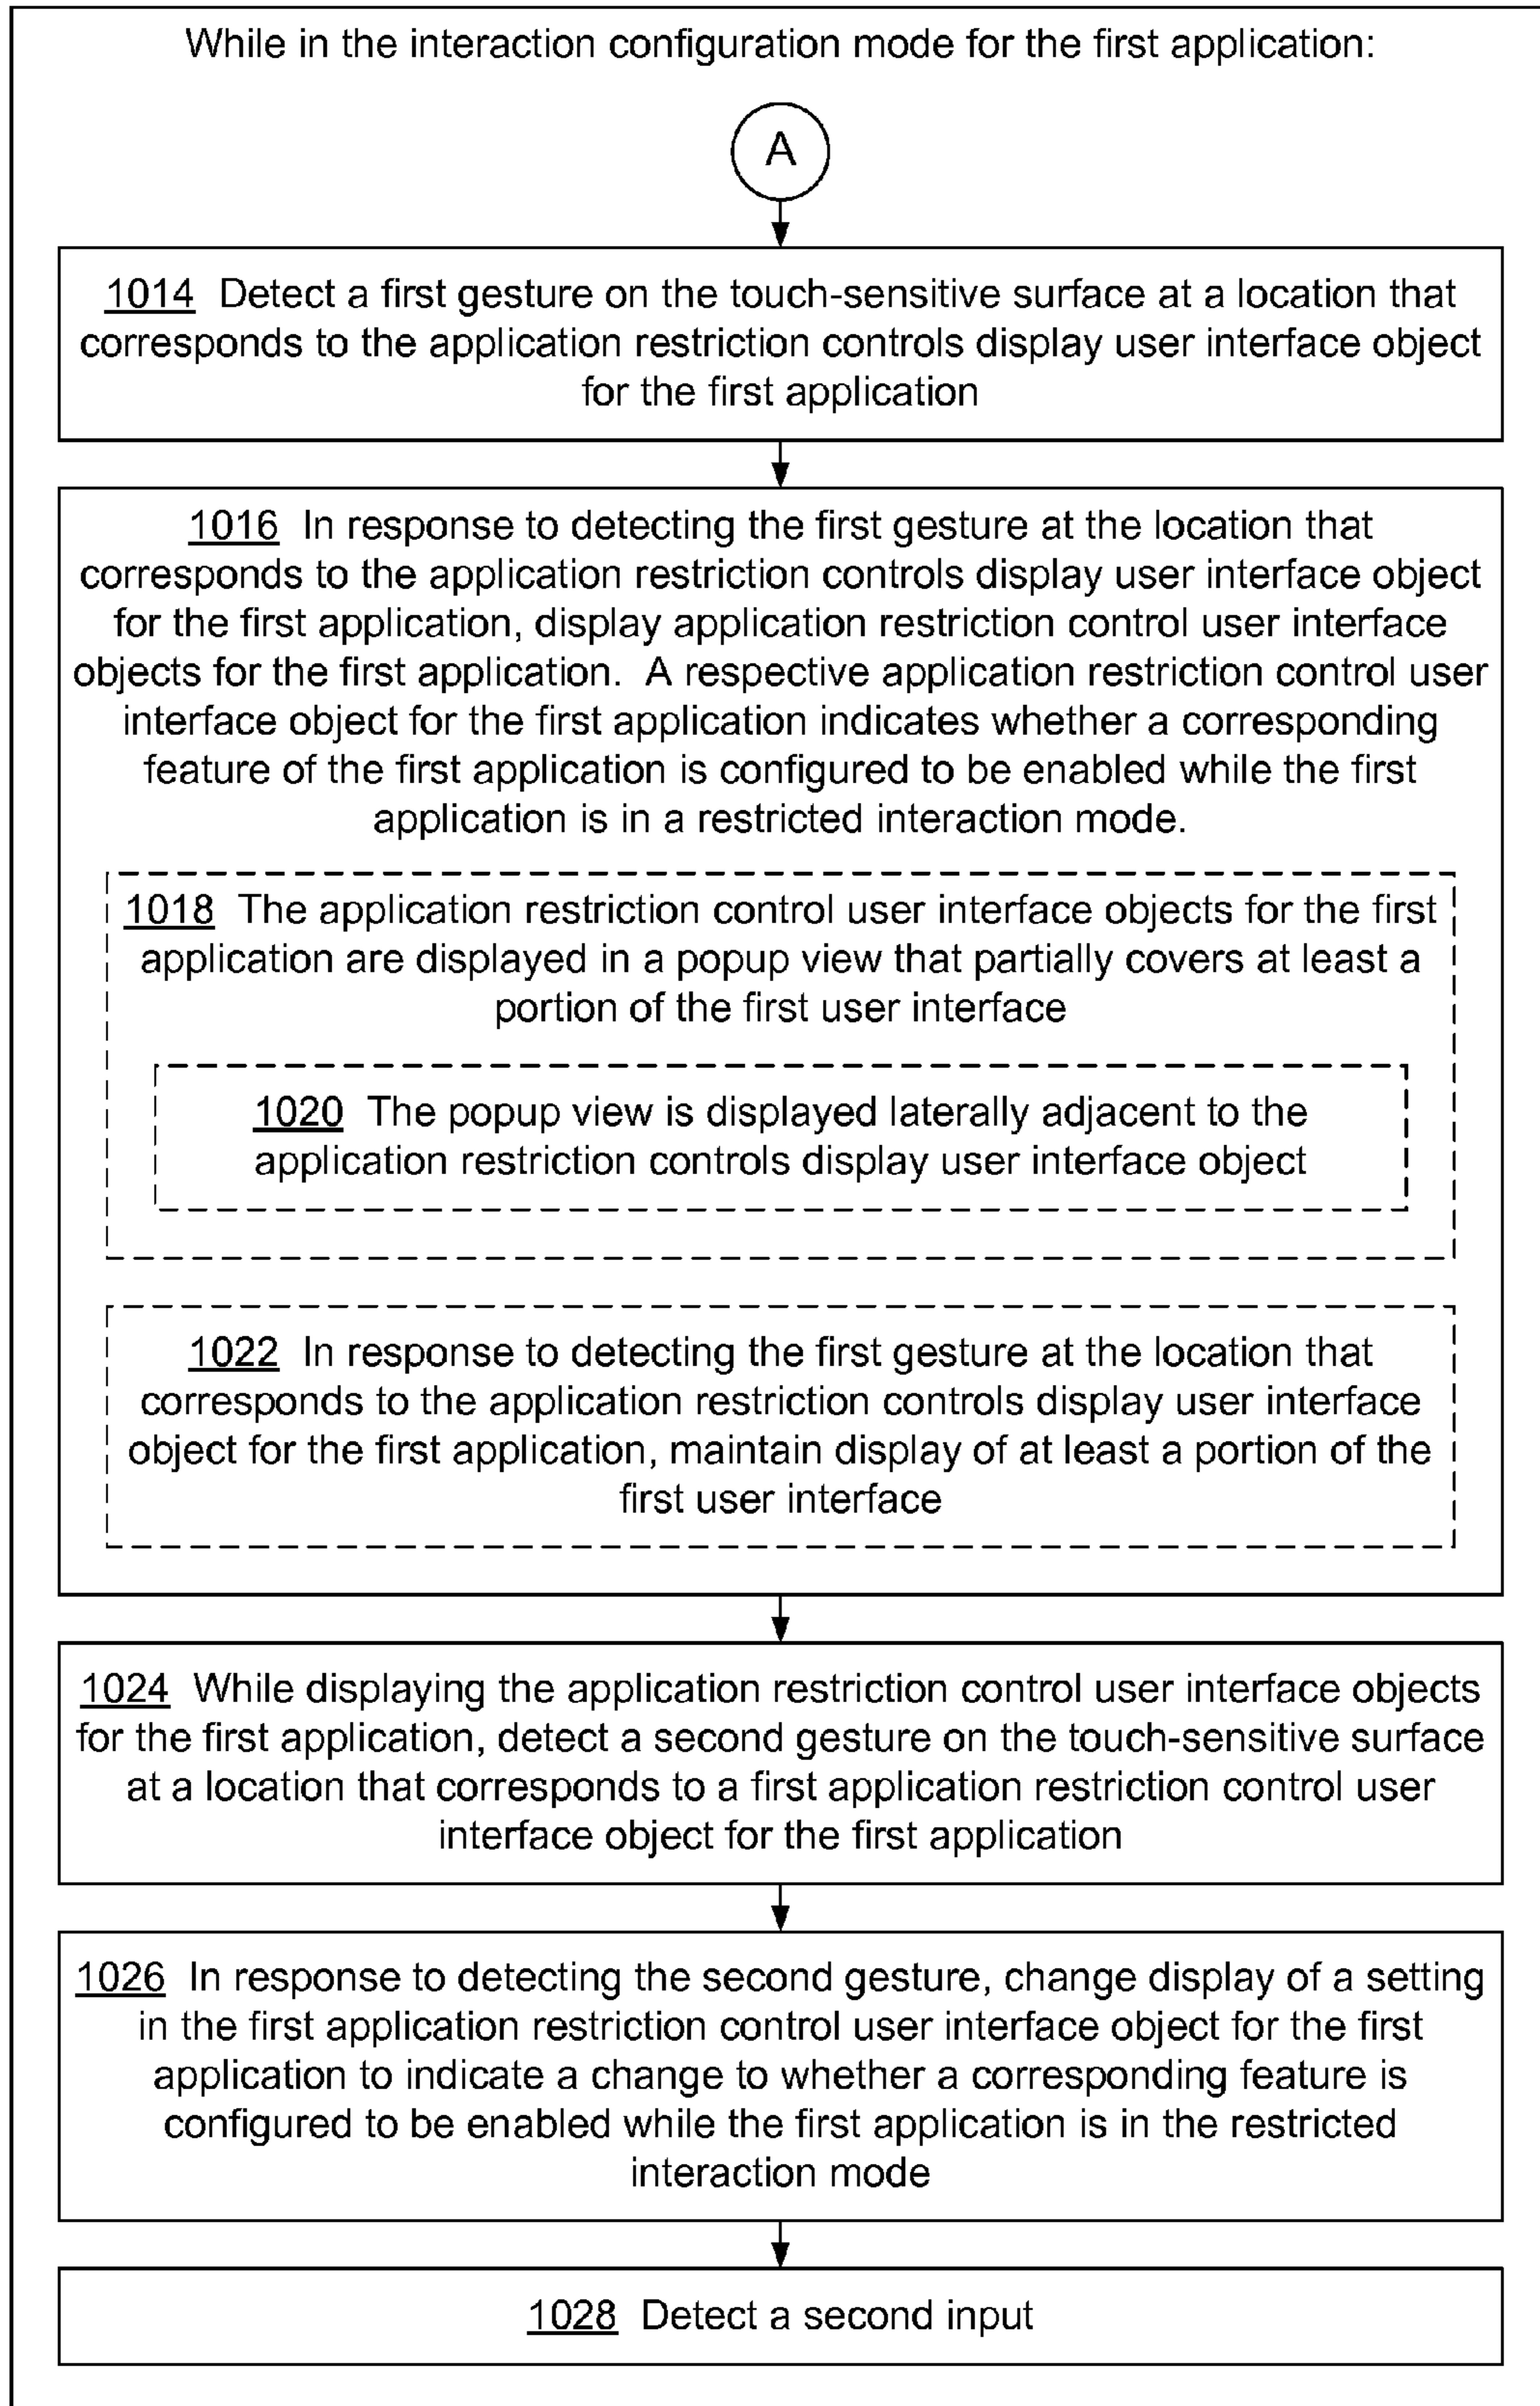 While in the interaction configuration mode for the first application:
A
1014 Detect a first gesture on the touch-sensitive surface at a location that
corresponds to the application restriction controls display user interface object
for the first application
1016 In response to detecting the first gesture at the location that
corresponds to the application restriction controls display user interface object
for the first application, display application restriction control user interface
objects for the first application. A respective application restriction control user
interface object for the first application indicates whether a corresponding
feature of the first application is configured to be enabled while the first
application is in a restricted interaction mode.
1018 The application restriction control user interface objects for the first
application are displayed in a popup view that partially covers at least a
portion of the first user interface
1020 The popup view is displayed laterally adjacent to the
application restriction controls display user interface object
1022 In response to detecting the first gesture at the location that
corresponds to the application restriction controls display user interface
object for the first application, maintain display of at least a portion of the
first user interface
1024 While displaying the application restriction control user interface objects
for the first application, detect a second gesture on the touch-sensitive surface
at a location that corresponds to a first application restriction control user
interface object for the first application
1026 In response to detecting the second gesture, change display of a setting
in the first application restriction control user interface object for the first
application to indicate a change to whether a corresponding feature is
configured to be enabled while the first application is in the restricted
interaction mode
1028 Detect a second input